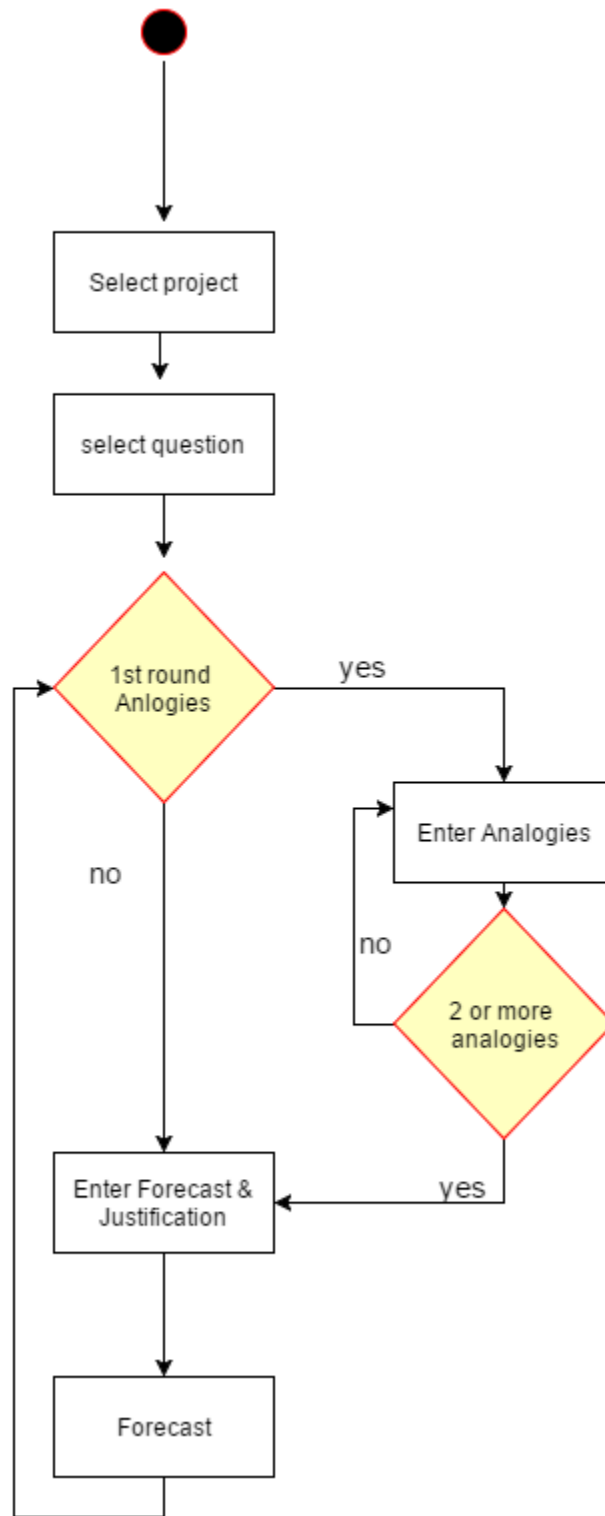 Select project
select question
1st round
Anlogies
yes
Enter Analogies
no
no
2 or more
analogies
Enter Forecast &
Justification
yes
Forecast